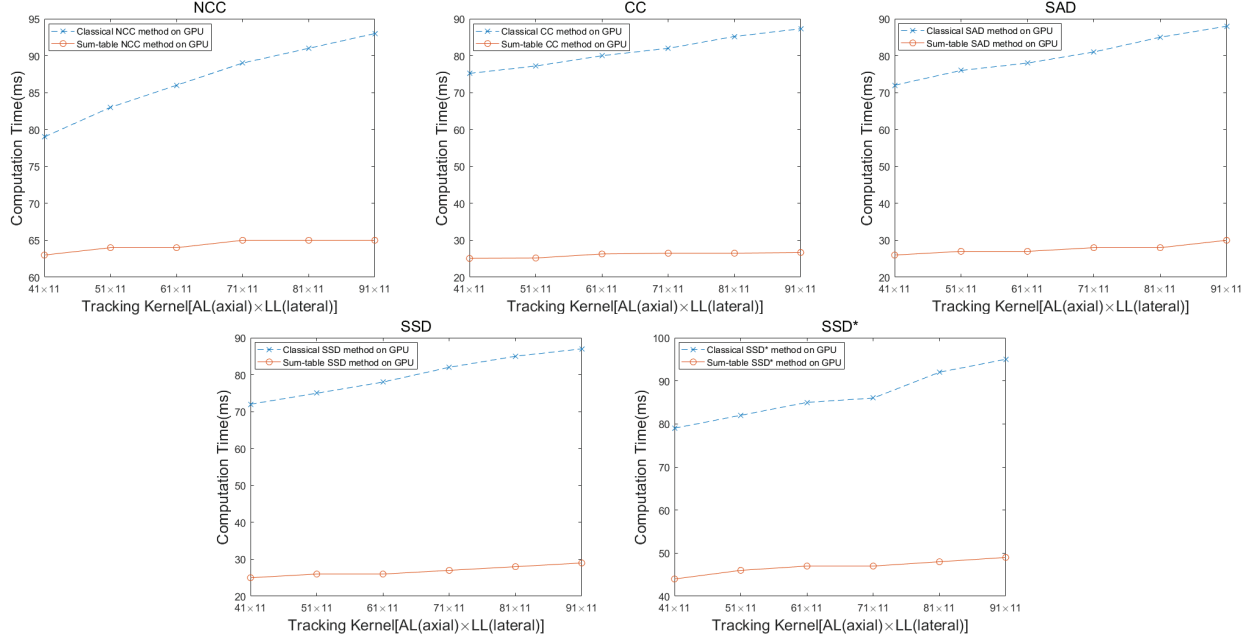 NCC
Classical NCC method on GPU
Sum-table NCC method on GPU
95
90
85
80
75
70
65
60
Computation Time(ms)
41×11 51×11 61×11 71×11 81×11 91×11
Tracking Kernel[AL(axial)×LL(lateral)]
CC
Classical CC method on GPU
Sum-table CC method on GPU
90
80
70
60
50
40
30
20
Computation Time(ms)
41×11 51×11 61×11 71×11 81×11 91×11
Tracking Kernel[AL(axial)×LL(lateral)]
SAD
Classical SAD method on GPU
Sum-table SAD method on GPU
90
80
70
60
50
40
30
20
Computation Time(ms)
41×11 51×11 61×11 71×11 81×11 91×11
Tracking Kernel[AL(axial)×LL(lateral)]
SSD
Classical SSD method on GPU
Sum-table SSD method on GPU
90
80
70
60
50
40
30
20
Computation Time(ms)
41×11 51×11 61×11 71×11 81×11 91×11
Tracking Kernel[AL(axial)×LL(lateral)]
SSD*
Classical SSD* method on GPU
Sum-table SSD* method on GPU
100
90
80
70
60
50
40
Computation Time(ms)
41×11 51×11 61×11 71×11 81×11 91×11
Tracking Kernel[AL(axial)×LL(lateral)]